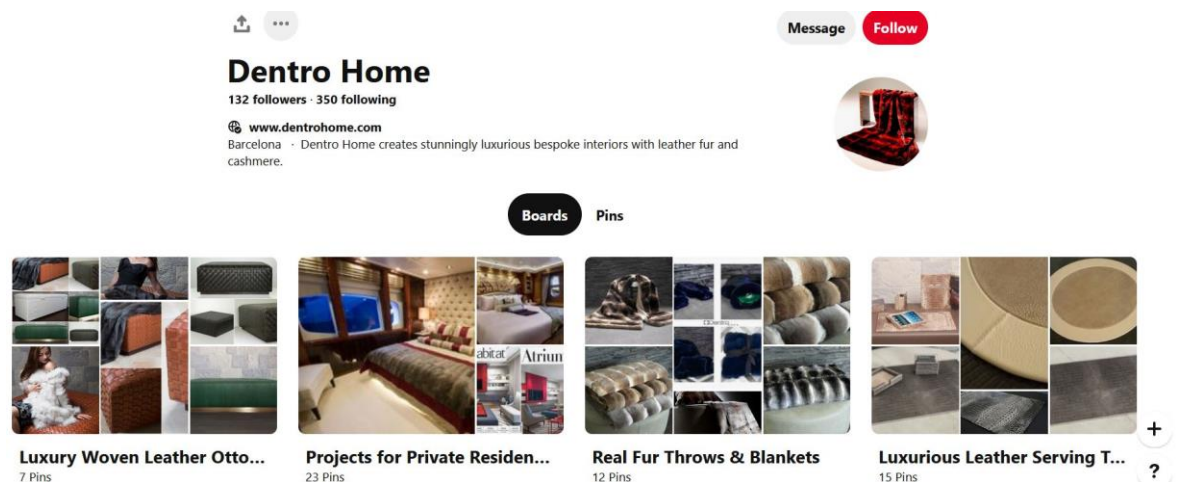 Message
Follow
Dentro Home
132 followers · 350 following
www.dentrohome.com
Barcelona · Dentro Home creates stunningly luxurious bespoke interiors with leather fur and
cashmere.
Boards
Pins
abitat
Atrium
Luxury Woven Leather Otto...
7 Pins
Projects for Private Residen...
23 Pins
Real Fur Throws & Blankets
12 Pins
Luxurious Leather Serving T...
15 Pins
+
?